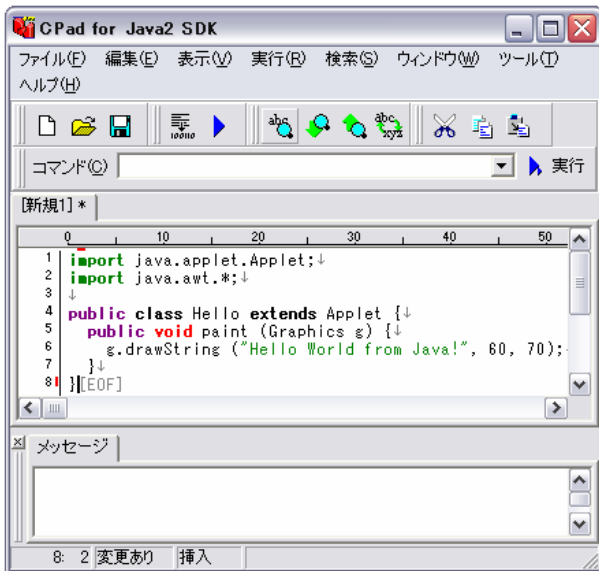 CPad for Java2 SDK
ファイル(F) 編集(E) 表示(V) 実行(R) 検索(S) ウィンドウ(W) ツール(T)
ヘルプ(H)
コマンド(C) 実行
[新規1] *
0 10 20 30 40 50
1 import java.applet.Applet;↓
2 import java.awt.*;↓
3 ↓
4 public class Hello extends Applet {↓
5 public void paint (Graphics g) {↓
6 g.drawString ("Hello World from Java!", 60, 70);
7 }↓
8 }[EOF]
メッセージ
8: 2 変更あり 挿入